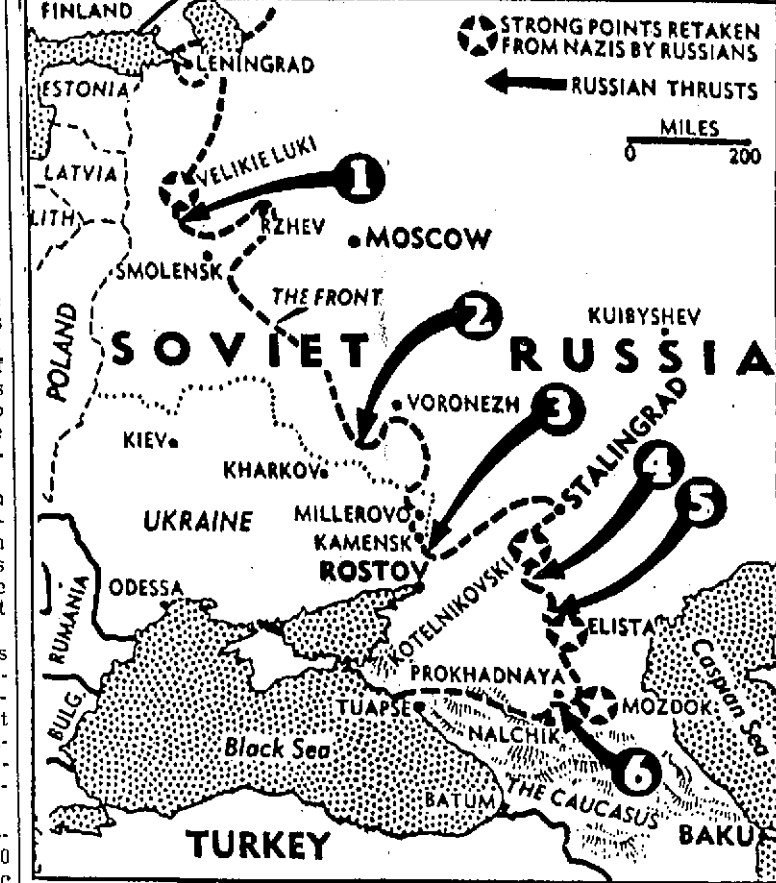 FINLAND
STRONG POINTS RETAKEN
FROM NAZIS BY RUSSIANS
LENINGRAD
RUSSIAN THRUSTS
ESTONIA
MILES
0 200
VELIKIE LUKI
1
LATVIA
LITH
RZHEV
MOSCOW
SMOLENSK
THE FRONT
2
KUIBYSHEV
POLAND
SOVIET RUSSIA
VORONEZH
3
STALINGRAD
KIEV
KHARKOV
4
5
UKRAINE
MILLEROVO
KAMENSK
ROSTOV
KOTELNIKOVSKI
ODESSA
RUMANIA
ELISTA
Caspian Sea
PROKHADNAYA
MOZDOK
TUAPSE
BULG
NALCHIK
Black Sea
6
THE CAUCASUS
BATUM
BAKU
TURKEY